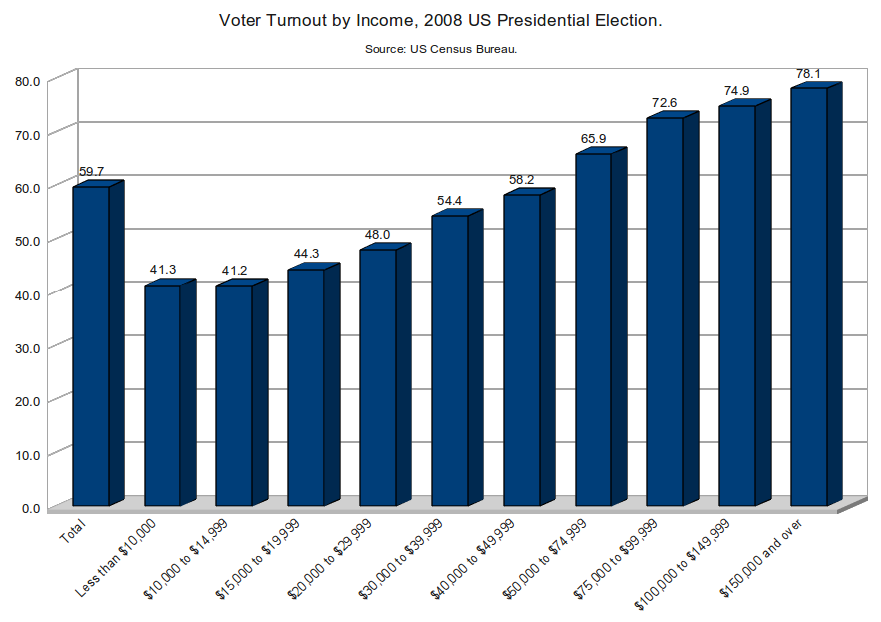 Voter Turnout by Income, 2008 US Presidential Election.
Source: US Census Bureau.
80.0
70.0
60.0
50.0
40.0
30.0
20.0
10.0
0.0
59.7
41.3
41.2
44.3
48.0
54.4
58.2
65.9
72.6
74.9
78.1
Total
Less than $10,000
$10,000 to $14,999
$15,000 to $19,999
$20,000 to $29,999
$30,000 to $39,999
$40,000 to $49,999
$50,000 to $74,999
$75,000 to $99,999
$100,000 to $149,999
$150,000 and over